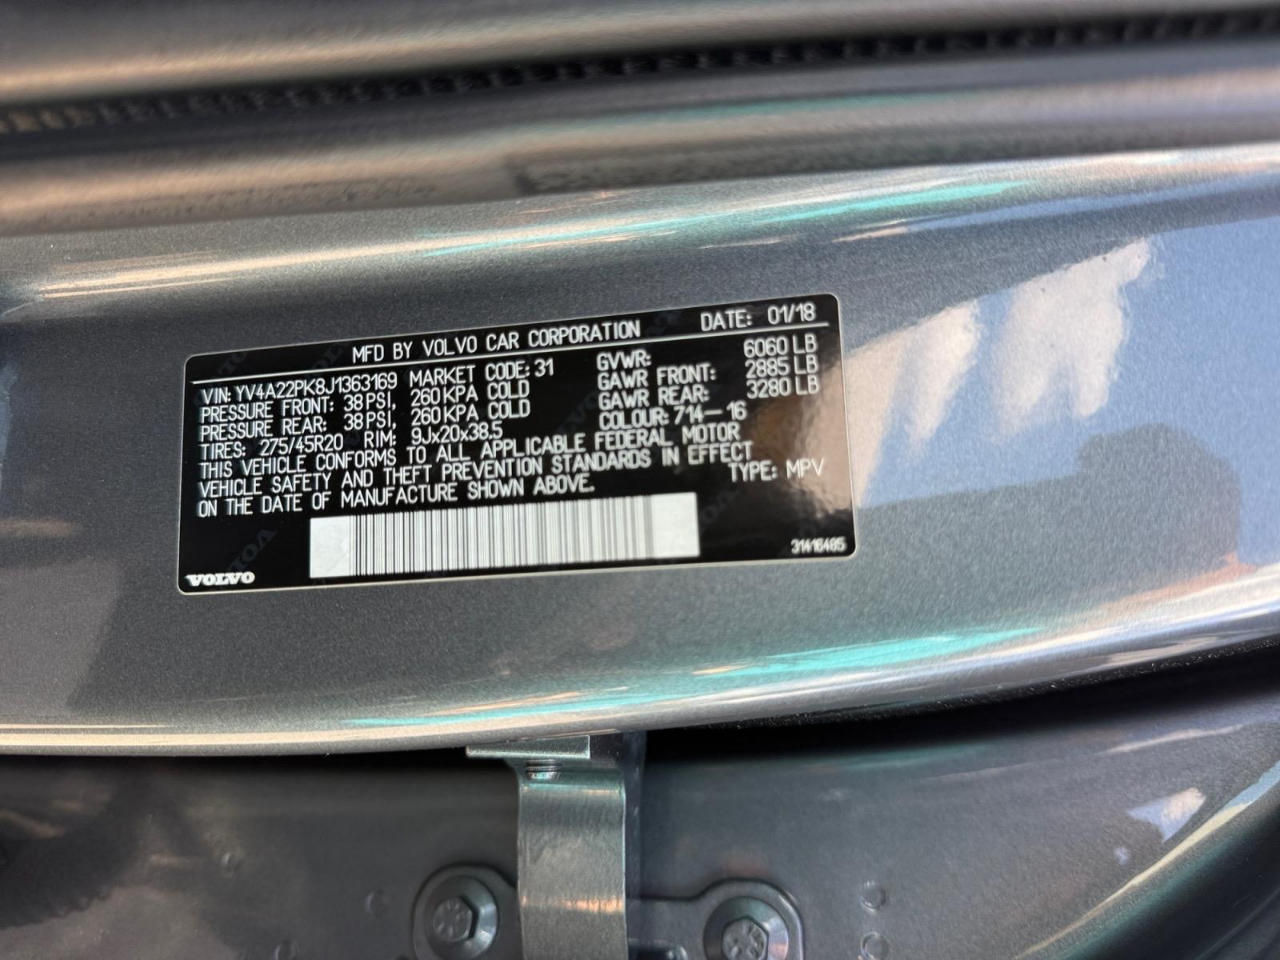 MFD BY VOLVO CAR CORPORATION DATE: 01/18
VIN: YV4A22PK8J1363169 MARKET CODE: 31 GVWR: 6060 LB
PRESSURE FRONT: 38 PSI, 260 KPA COLD GAWR FRONT: 2885 LB
PRESSURE REAR: 38 PSI, 260 KPA COLD GAWR REAR: 3280 LB
TIRES: 275/45R20 RIM: 9Jx20x38.5 COLOUR: 714-16
THIS VEHICLE CONFORMS TO ALL APPLICABLE FEDERAL MOTOR
VEHICLE SAFETY AND THEFT PREVENTION STANDARDS IN EFFECT
ON THE DATE OF MANUFACTURE SHOWN ABOVE. TYPE: MPV
VOLVO 31416485